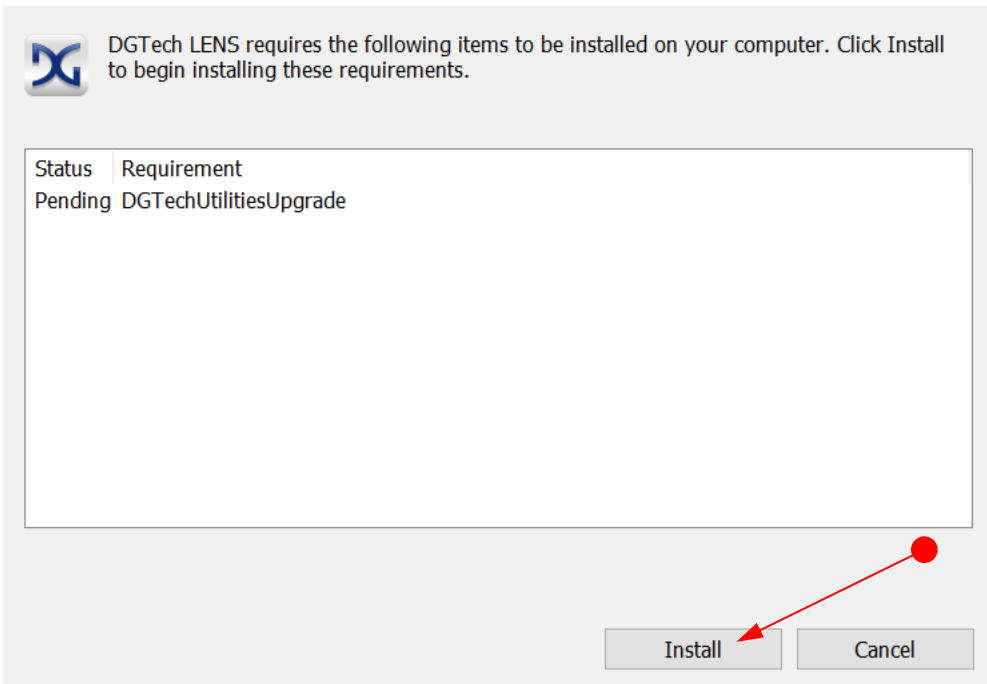 DG
DGTech LENS requires the following items to be installed on your computer. Click Install
to begin installing these requirements.
Status Requirement
Pending DGTechUtilitiesUpgrade
Install Cancel